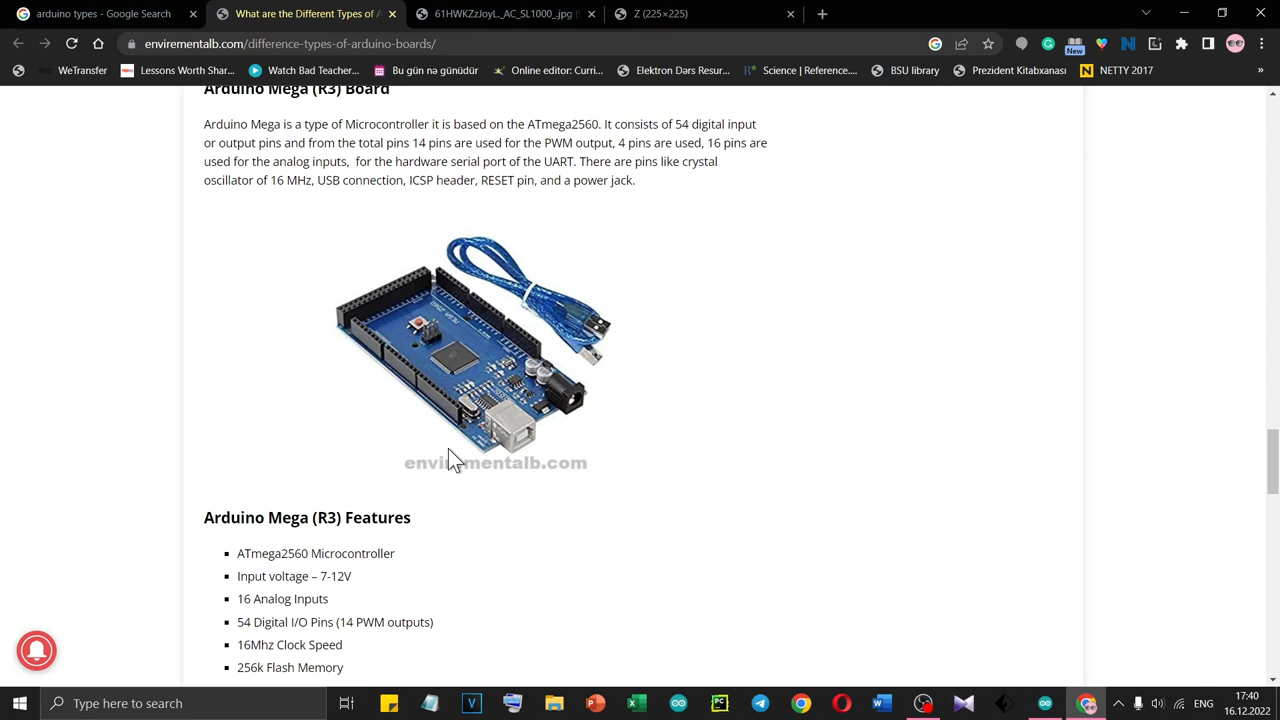 arduino types - Google Search
What are the Different Types of A
61HWKZzJoyL._AC_SL1000_.jpg (
Z (225×225)
envirementalb.com/difference-types-of-arduino-boards/
New
WeTransfer
Lessons Worth Shar...
Watch Bad Teacher...
Bu gün nə günüdür
Online editor: Curri...
Elektron Dərs Resur...
Science | Reference....
BSU library
Prezident Kitabxanası
NETTY 2017
»
Arduino Mega (R3) Board
Arduino Mega is a type of Microcontroller it is based on the ATmega2560. It consists of 54 digital input
or output pins and from the total pins 14 pins are used for the PWM output, 4 pins are used, 16 pins are
used for the analog inputs,  for the hardware serial port of the UART. There are pins like crystal
oscillator of 16 MHz, USB connection, ICSP header, RESET pin, and a power jack.
MEGA 2560
envirementalb.com
Arduino Mega (R3) Features
ATmega2560 Microcontroller
Input voltage – 7-12V
16 Analog Inputs
54 Digital I/O Pins (14 PWM outputs)
16Mhz Clock Speed
256k Flash Memory
Type here to search
ENG
17:40
16.12.2022